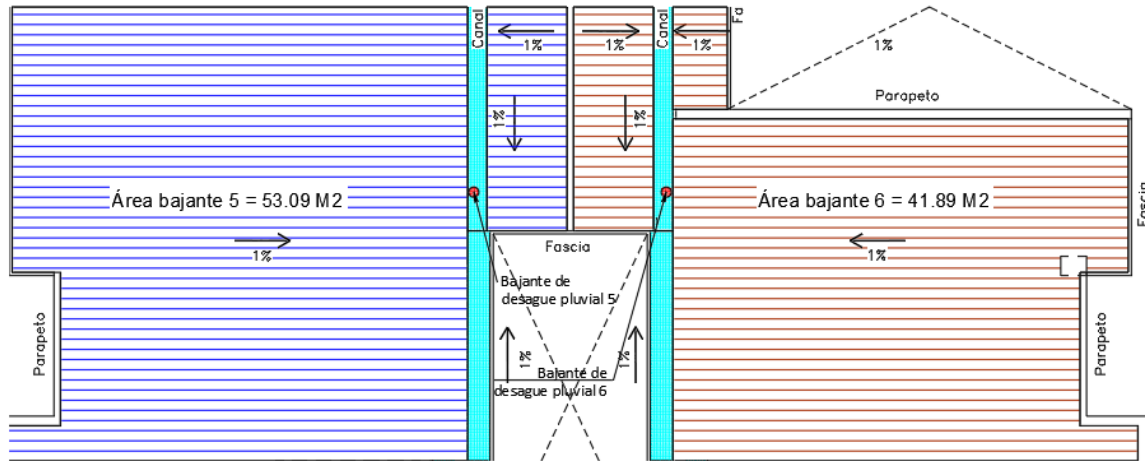 Canal
1%
1%
Canal
1%
Fa
1%
Parapeto
1%
1%
Área bajante 5 = 53.09 M2
Área bajante 6 = 41.89 M2
Fascia
1%
Fascia
1%
Bajante de
desague pluvial 5
Parapeto
1%
Bajante de
desague pluvial 6
1%
Parapeto